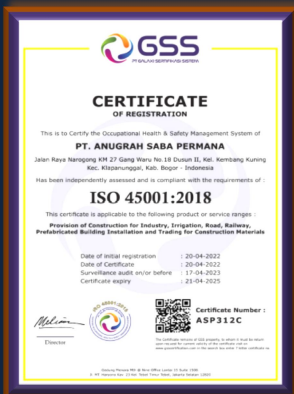 GSS
PT GALAXI SERTIFIKASI SISTEM
CERTIFICATE
OF REGISTRATION
This is to Certify the Occupational Health & Safety Management System of
PT. ANUGRAH SABA PERMANA
Jalan Raya Narogong KM 27 Gang Waru No.18 Dusun II, Kel. Kembang Kuning
Kec. Klapanunggal, Kab. Bogor - Indonesia
Has been independently assessed and is compliant with the requirements of :
ISO 45001:2018
This certificate is applicable to the following product or service ranges :
Provision of Construction for Industry, Irrigation, Road, Railway,
Prefabricated Building Installation and Trading for Construction Materials
Date of initial registration : 20-04-2022
Date of Certificate : 20-04-2022
Surveillance audit on/or before : 17-04-2023
Certificate expiry : 21-04-2025
Director
Certificate Number :
ASP312C